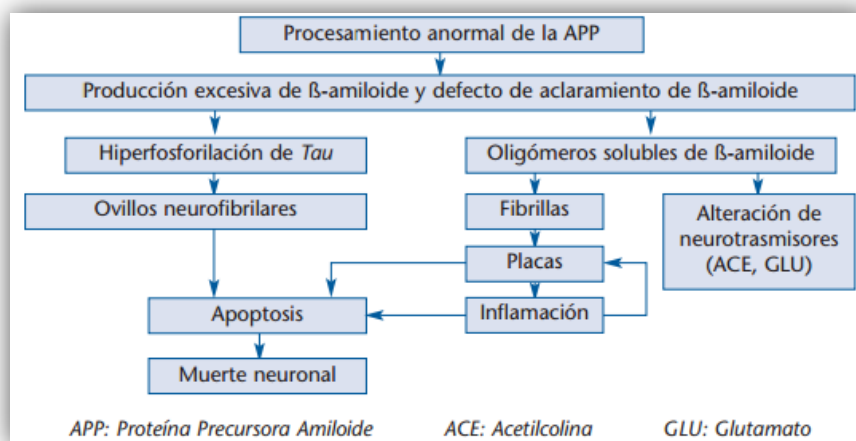 Procesamiento anormal de la APP
Producción excesiva de ß-amiloide y defecto de aclaramiento de ß-amiloide
Hiperfosforilación de Tau
Oligómeros solubles de ß-amiloide
Ovillos neurofibrilares
Fibrillas
Alteración de
neurotrasmisores
(ACE, GLU)
Placas
Apoptosis
Inflamación
Muerte neuronal
APP: Proteína Precursora Amiloide
ACE: Acetilcolina
GLU: Glutamato